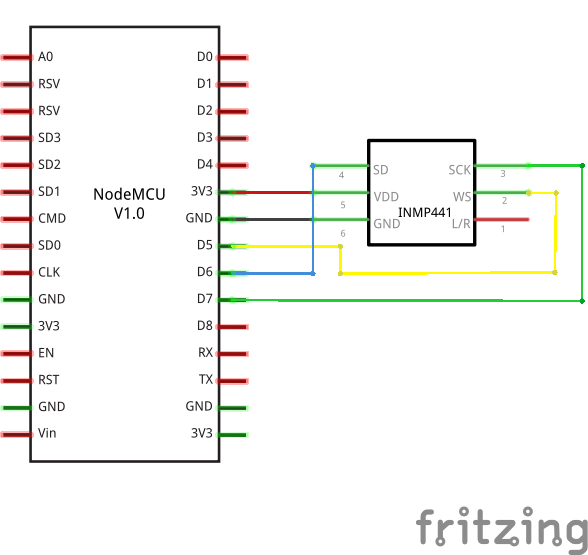 A0 D0
RSV D1
RSV D2
SD3 D3
SD2 D4
SD1 3V3
CMD GND
SD0 D5
CLK D6
GND D7
3V3 D8
EN RX
RST TX
GND GND
Vin 3V3
NodeMCU
V1.0
SD SCK
4 3
VDD WS
5 2
INMP441
GND L/R
6 1
fritzing